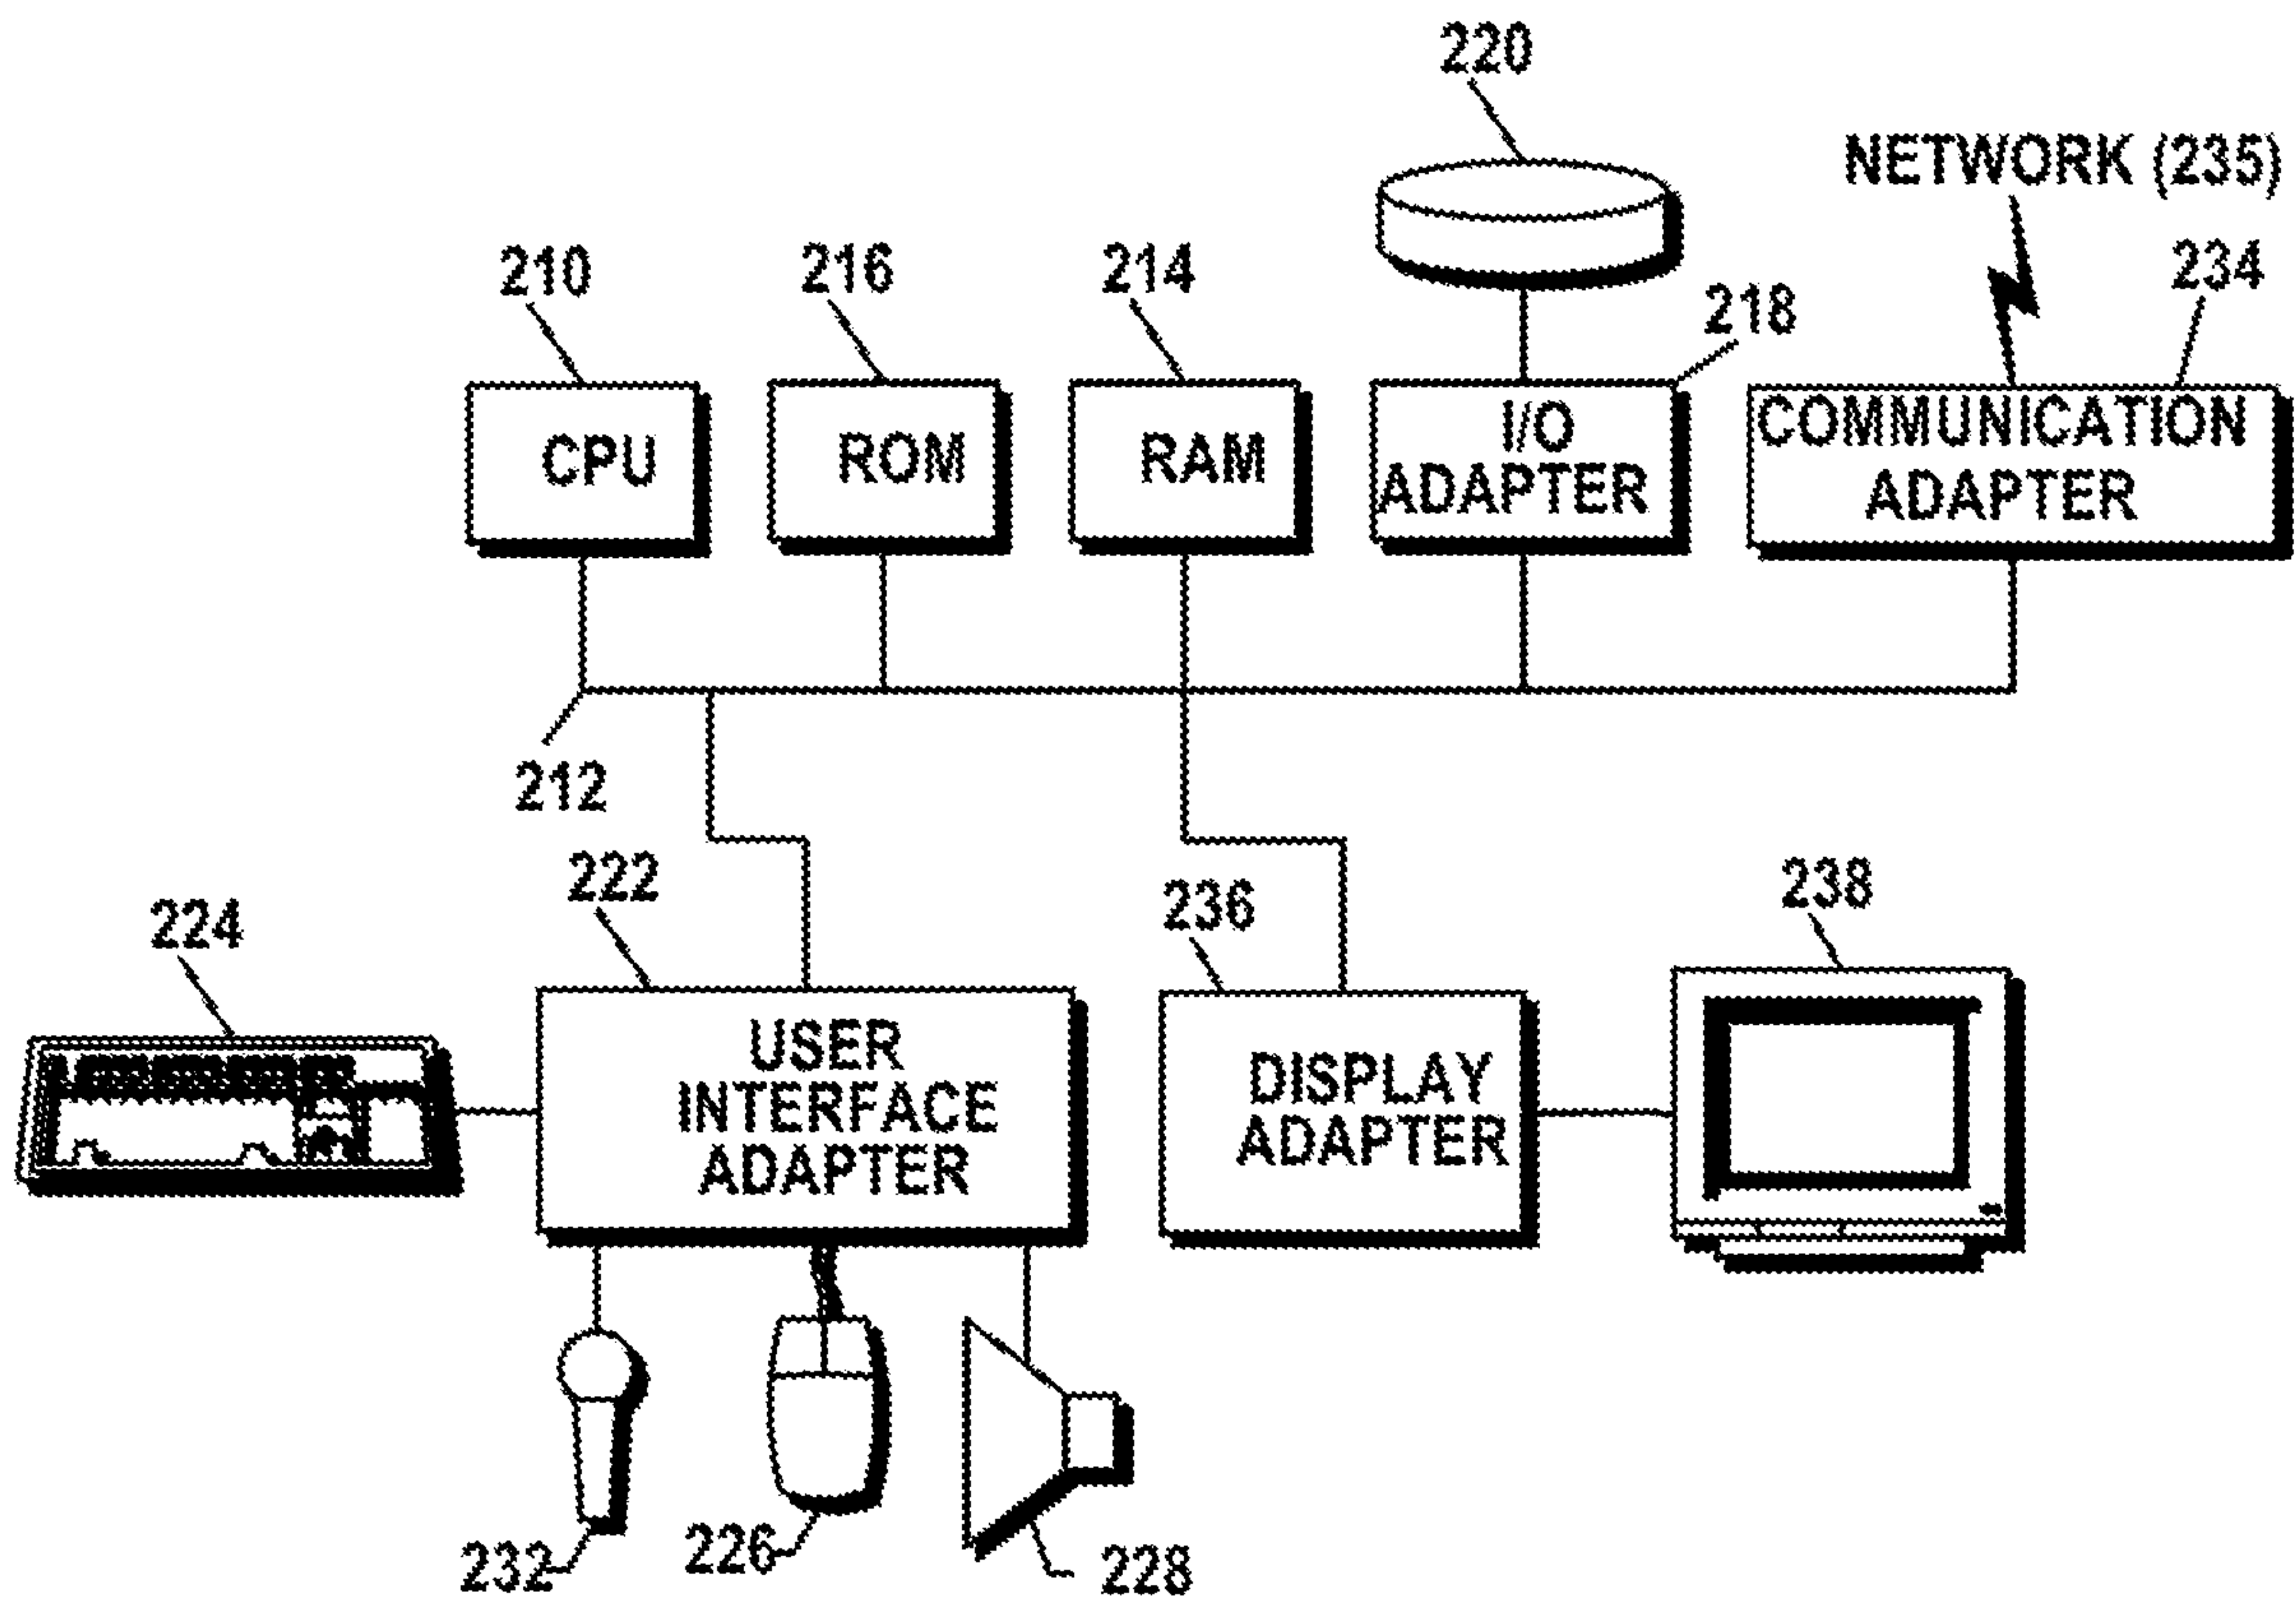 220
NETWORK (235)
210
216
214
218
234
CPU
ROM
RAM
I/O
ADAPTER
COMMUNICATION
ADAPTER
212
222
224
236
238
USER
INTERFACE
ADAPTER
DISPLAY
ADAPTER
232
226
228